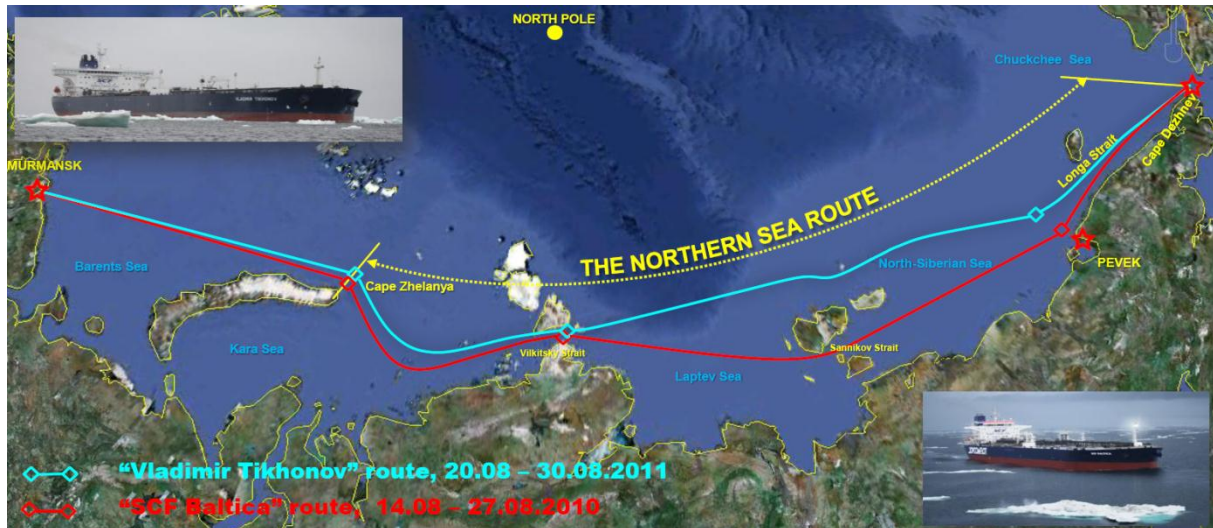 NORTH POLE
Chuckchee Sea
VLADIMIR TIKHONOV
MURMANSK
Cape Dezhnev
Longa Strait
THE NORTHERN SEA ROUTE
Barents Sea
North-Siberian Sea
PEVEK
Cape Zhelanya
Kara Sea
Vilkitsky Strait
Sannikov Strait
Laptev Sea
"Vladimir Tikhonov" route, 20.08 – 30.08.2011
"SCF Baltica" route, 14.08 – 27.08.2010